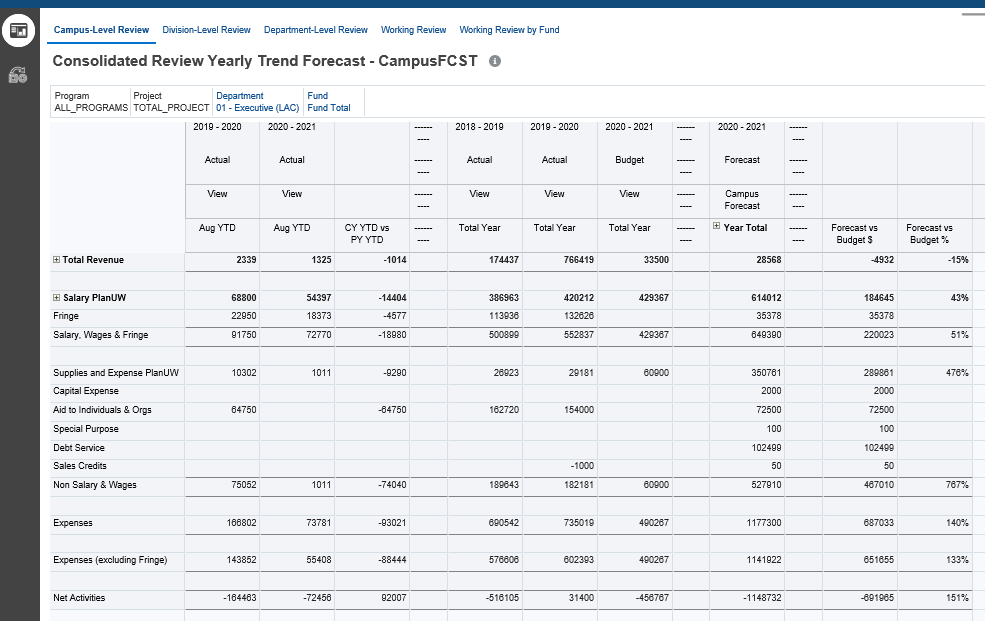 Campus-Level Review Division-Level Review Department-Level Review Working Review Working Review by Fund
Consolidated Review Yearly Trend Forecast - CampusFCST
Program Project Department Fund
ALL_PROGRAMS TOTAL_PROJECT 01 - Executive (LAC) Fund Total
2019 - 2020 2020 - 2021 ------ 2018 - 2019 2019 - 2020 2020 - 2021 ------ 2020 - 2021 ------
---- ---- ----
Actual Actual ------ Actual Actual Budget ------ Forecast ------
---- ---- ----
View View ------ View View View ------ Campus ------
---- ---- Forecast ----
Aug YTD Aug YTD CY YTD vs ------ Total Year Total Year Total Year ------ Year Total ------ Forecast vs Forecast vs
PY YTD ---- ---- ---- Budget $ Budget %
Total Revenue 2339 1325 -1014 174437 766419 33500 28568 -4932 -15%
Salary PlanUW 68800 54397 -14404 386963 420212 429367 614012 184645 43%
Fringe 22950 18373 -4577 113936 132626 35378 35378
Salary, Wages & Fringe 91750 72770 -18980 500899 552837 429367 649390 220023 51%
Supplies and Expense PlanUW 10302 1011 -9290 26923 29181 60900 350761 289861 476%
Capital Expense 2000 2000
Aid to Individuals & Orgs 64750 -64750 162720 154000 72500 72500
Special Purpose 100 100
Debt Service 102499 102499
Sales Credits -1000 50 50
Non Salary & Wages 75052 1011 -74040 189643 182181 60900 527910 467010 767%
Expenses 166802 73781 -93021 690542 735019 490267 1177300 687033 140%
Expenses (excluding Fringe) 143852 55408 -88444 576606 602393 490267 1141922 651655 133%
Net Activities -164463 -72456 92007 -516105 31400 -456767 -1148732 -691965 151%